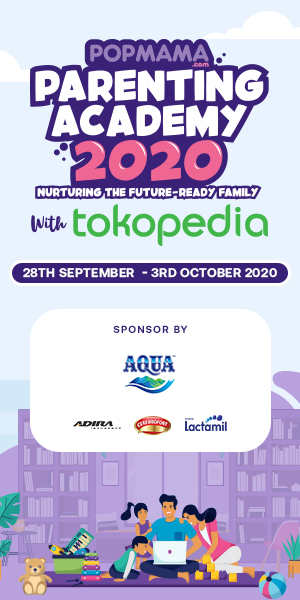 POPMAMA
.com
PARENTING
ACADEMY
2020
NURTURING THE FUTURE-READY FAMILY
With tokopedia
28TH SEPTEMBER - 3RD OCTOBER 2020
SPONSOR BY
AQUA
ADIRA INSURANCE CEREBROFORT Lactamil